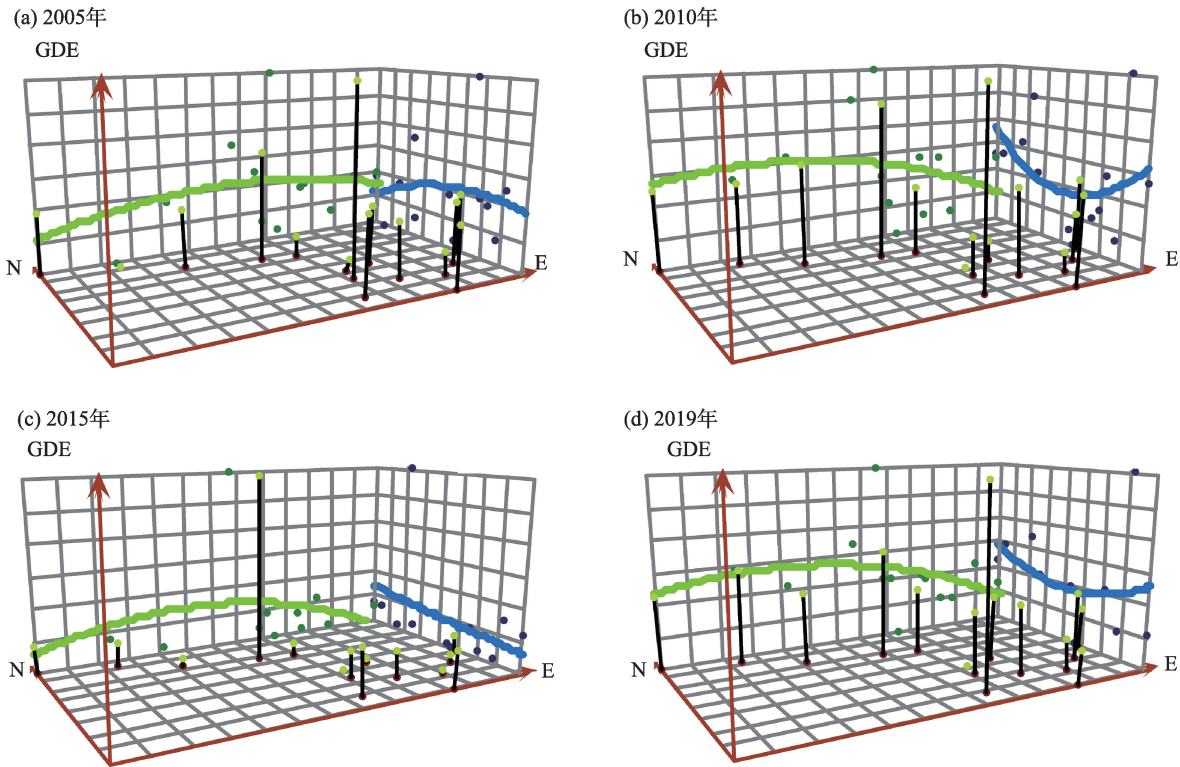 (a) 2005年
GDE
N
E
(b) 2010年
GDE
N
E
(c) 2015年
GDE
N
E
(d) 2019年
GDE
N
E